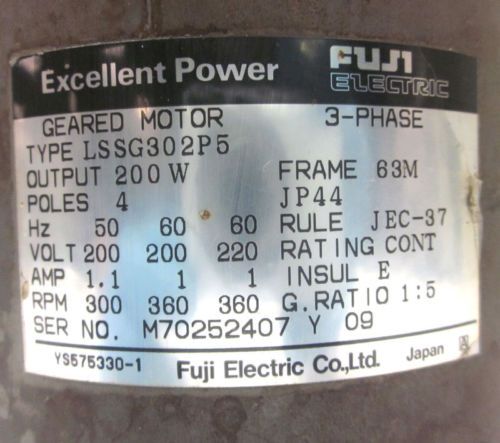 Excellent Power FUJI ELECTRIC
GEARED MOTOR 3-PHASE
TYPE LSSG302P5
OUTPUT 200 W FRAME 63M
POLES 4 JP44
Hz 50 60 60 RULE JEC-37
VOLT 200 200 220 RATING CONT
AMP 1.1 1 1 INSUL E
RPM 300 360 360 G.RATIO 1:5
SER NO. M70252407 Y 09
YS575330-1 Fuji Electric Co.,Ltd. Japan